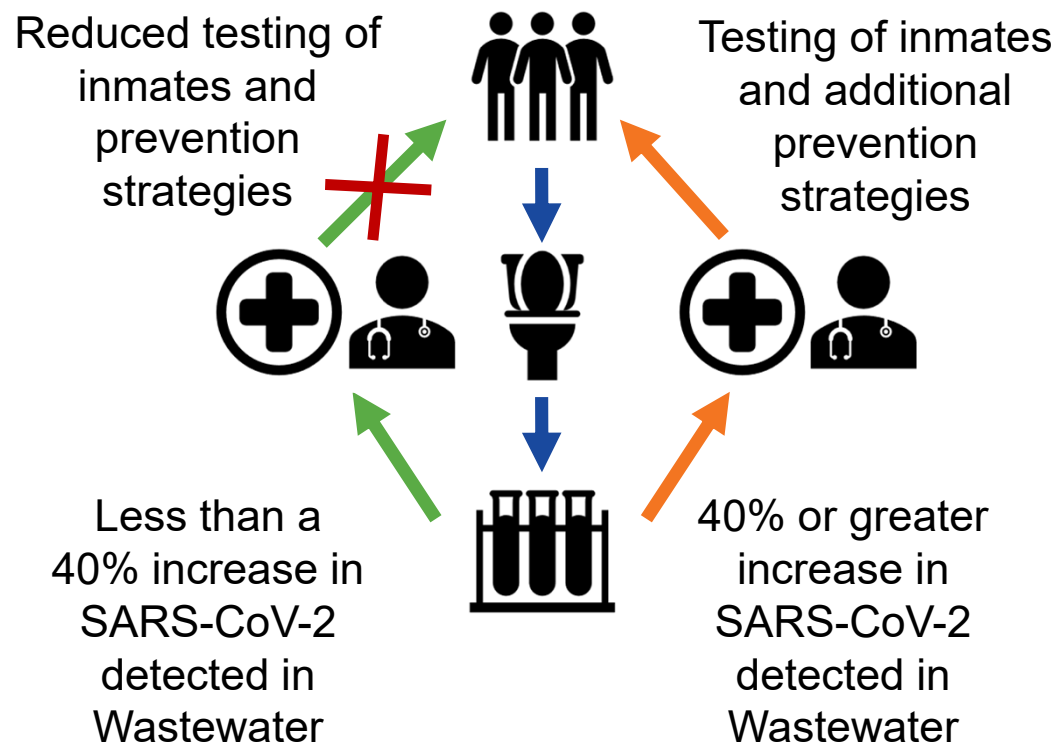 Reduced testing of
inmates and
prevention
strategies
Testing of inmates
and additional
prevention
strategies
Less than a
40% increase in
SARS-CoV-2
detected in
Wastewater
40% or greater
increase in
SARS-CoV-2
detected in
Wastewater